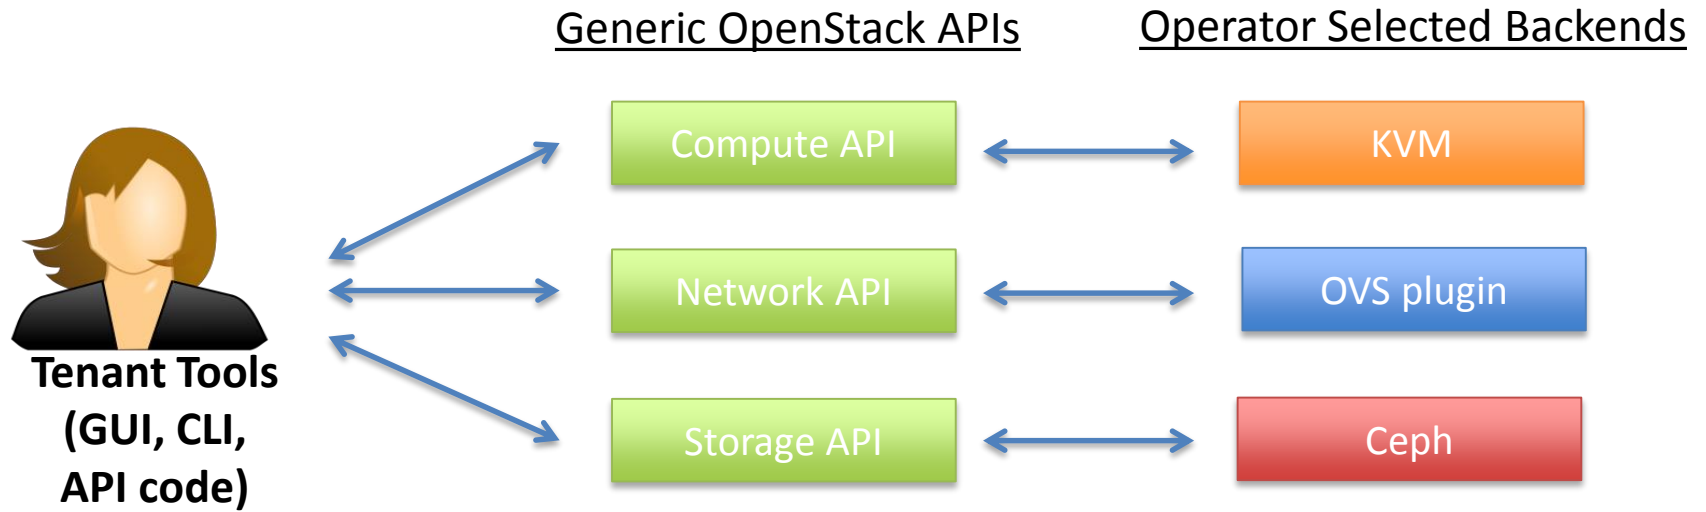 Generic OpenStack APIs
Operator Selected Backends
Compute API
KVM
Network API
OVS plugin
Tenant Tools
(GUI, CLI,
API code)
Storage API
Ceph